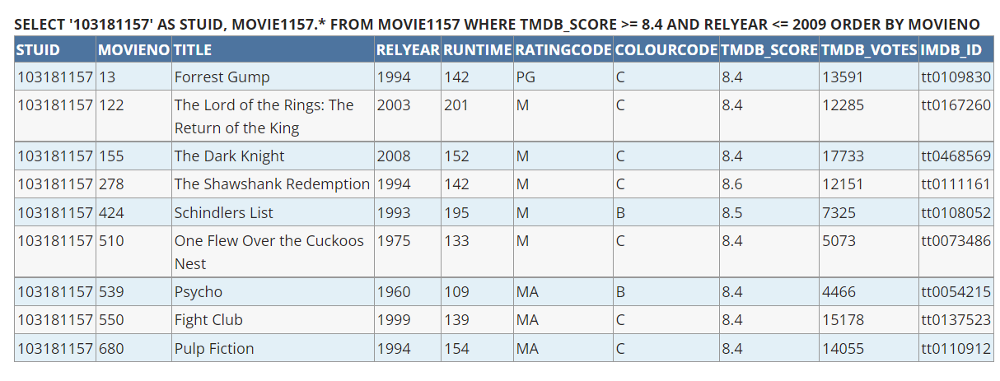 SELECT '103181157' AS STUID, MOVIE1157.* FROM MOVIE1157 WHERE TMDB_SCORE >= 8.4 AND RELYEAR <= 2009 ORDER BY MOVIENO
STUID MOVIENO TITLE RELYEAR RUNTIME RATINGCODE COLOURCODE TMDB_SCORE TMDB_VOTES IMDB_ID
103181157 13 Forrest Gump 1994 142 PG C 8.4 13591 tt0109830
103181157 122 The Lord of the Rings: The 2003 201 M C 8.4 12285 tt0167260
Return of the King
103181157 155 The Dark Knight 2008 152 M C 8.4 17733 tt0468569
103181157 278 The Shawshank Redemption 1994 142 M C 8.6 12151 tt0111161
103181157 424 Schindlers List 1993 195 M B 8.5 7325 tt0108052
103181157 510 One Flew Over the Cuckoos 1975 133 M C 8.4 5073 tt0073486
Nest
103181157 539 Psycho 1960 109 MA B 8.4 4466 tt0054215
103181157 550 Fight Club 1999 139 MA C 8.4 15178 tt0137523
103181157 680 Pulp Fiction 1994 154 MA C 8.4 14055 tt0110912